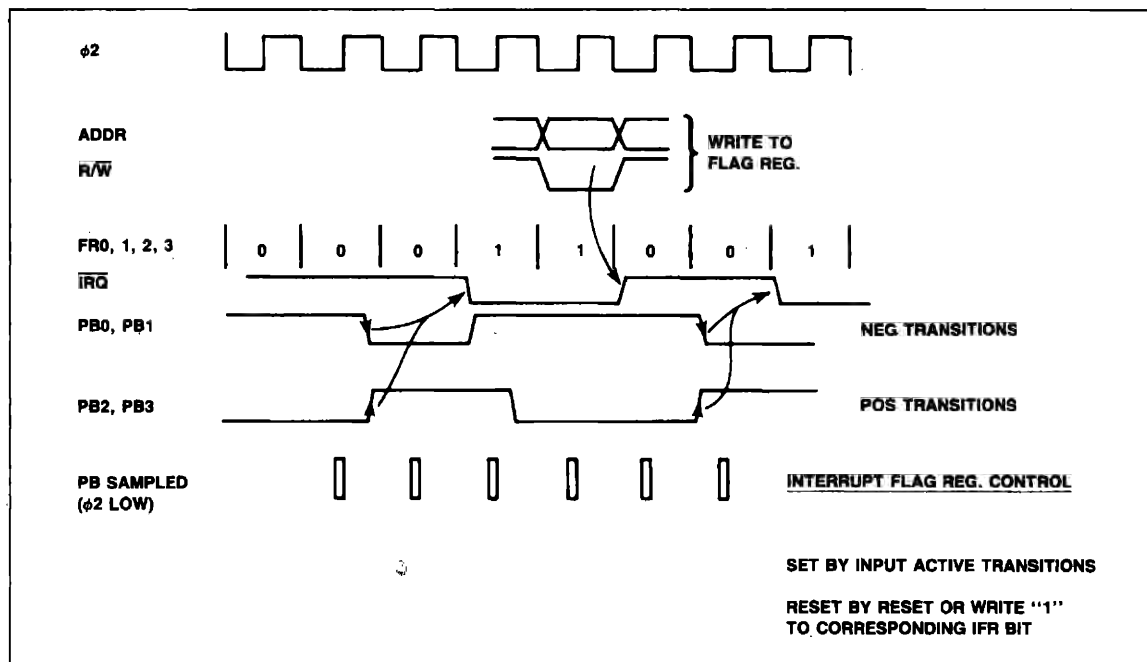 φ2
ADDR
R/W̅
WRITE TO
FLAG REG.
FR0, 1, 2, 3
0 0 0 1 1 0 0 1
I̅R̅Q̅
PB0, PB1
NEG TRANSITIONS
PB2, PB3
POS TRANSITIONS
PB SAMPLED
(φ2 LOW)
INTERRUPT FLAG REG. CONTROL
SET BY INPUT ACTIVE TRANSITIONS
RESET BY RESET OR WRITE "1"
TO CORRESPONDING IFR BIT